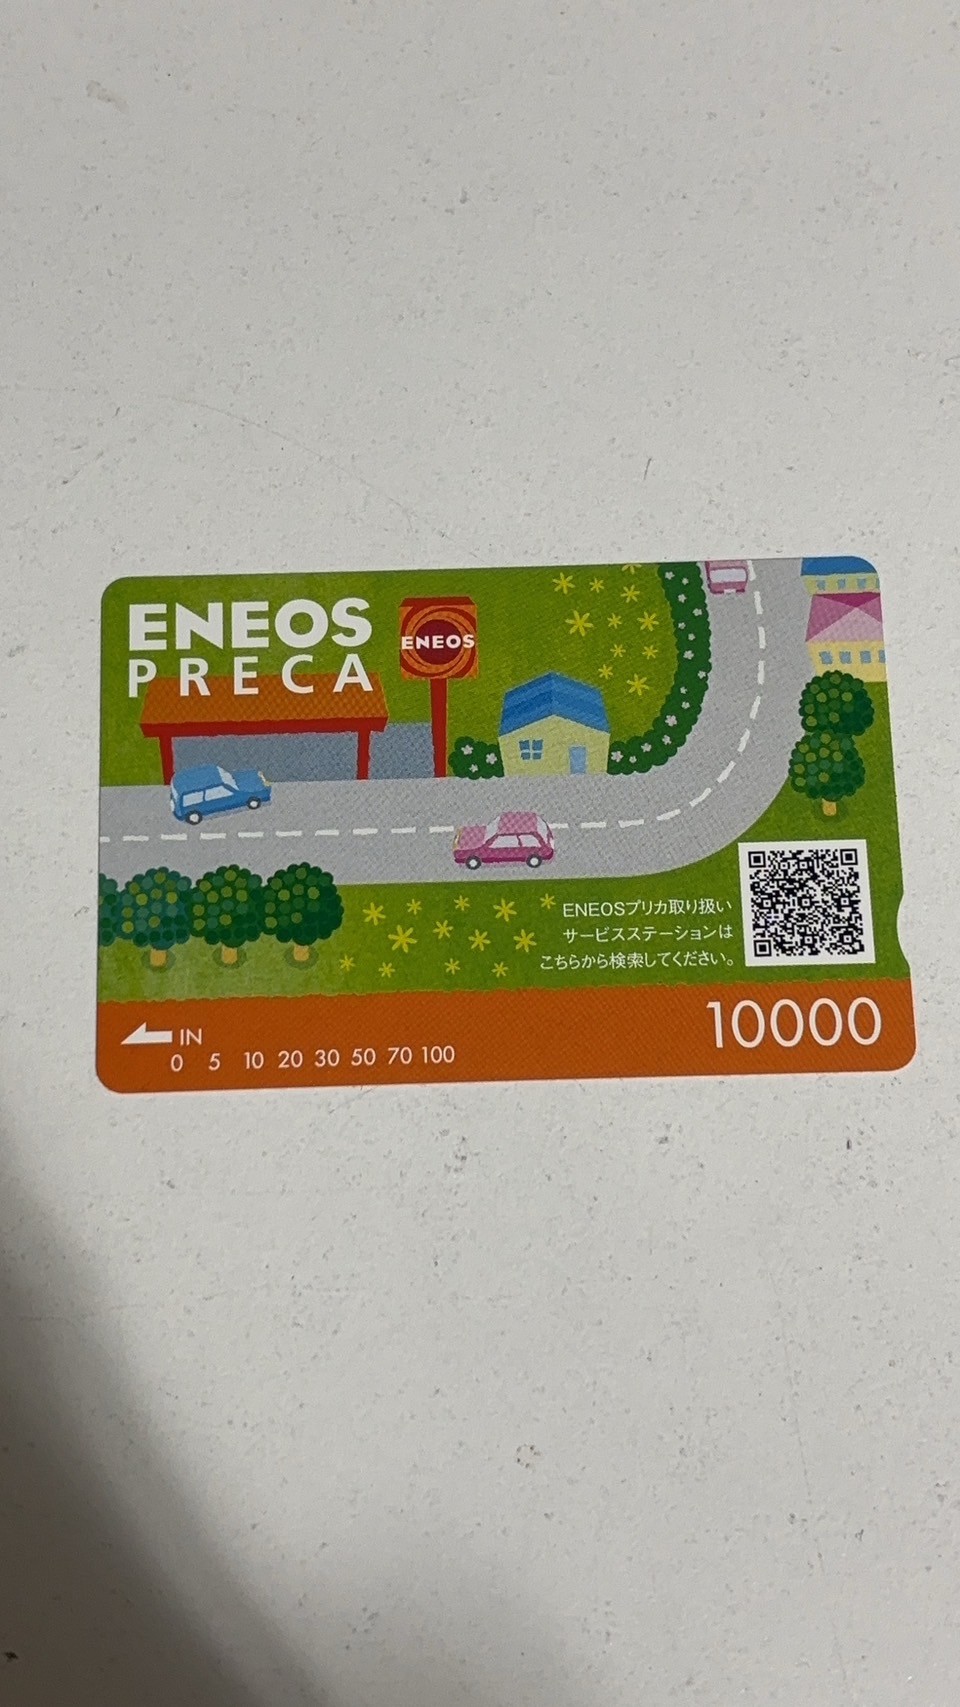 ENEOS
PRECA
ENEOS
ENEOSプリカ取り扱い
サービスステーションは
こちらから検索してください。
IN
0 5 10 20 30 50 70 100
10000